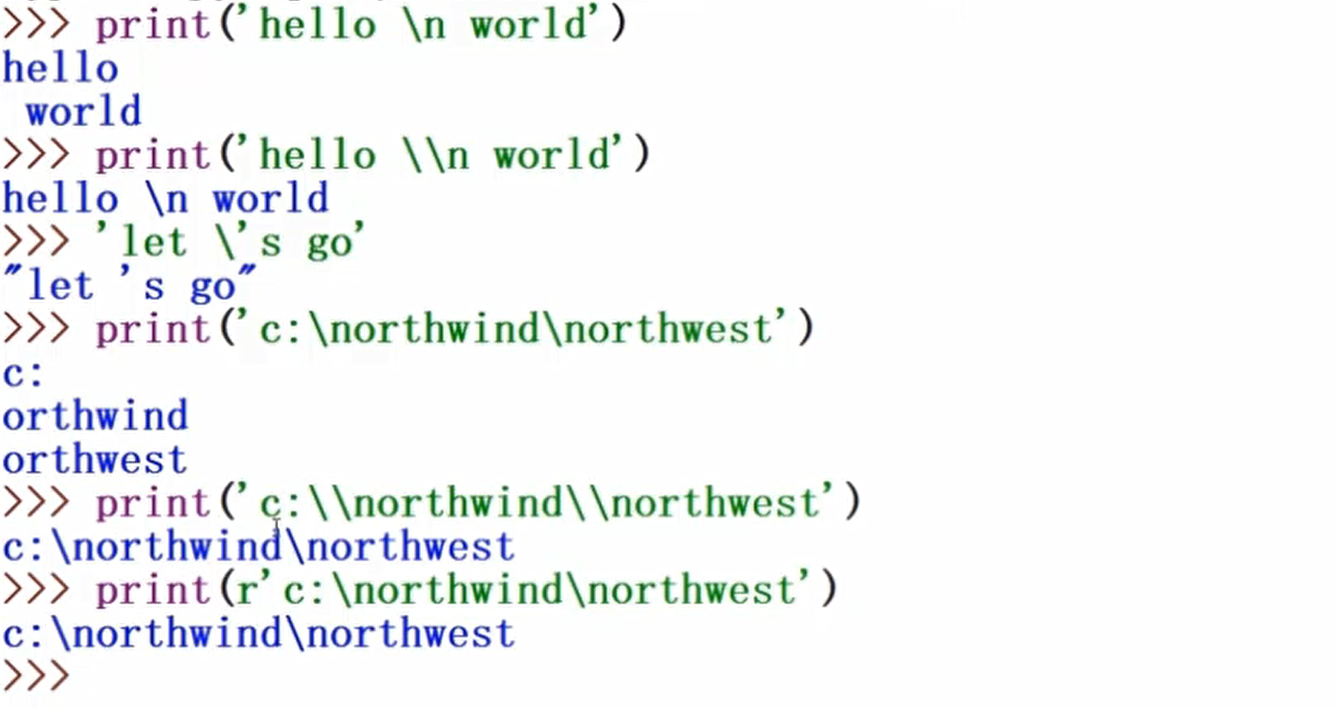 >>> print('hello \n world')
hello
 world
>>> print('hello \\n world')
hello \n world
>>> 'let \'s go'
"let 's go"
>>> print('c:\northwind\northwest')
c:
orthwind
orthwest
>>> print('c:\\northwind\\northwest')
c:\northwind\northwest
>>> print(r'c:\northwind\northwest')
c:\northwind\northwest
>>>